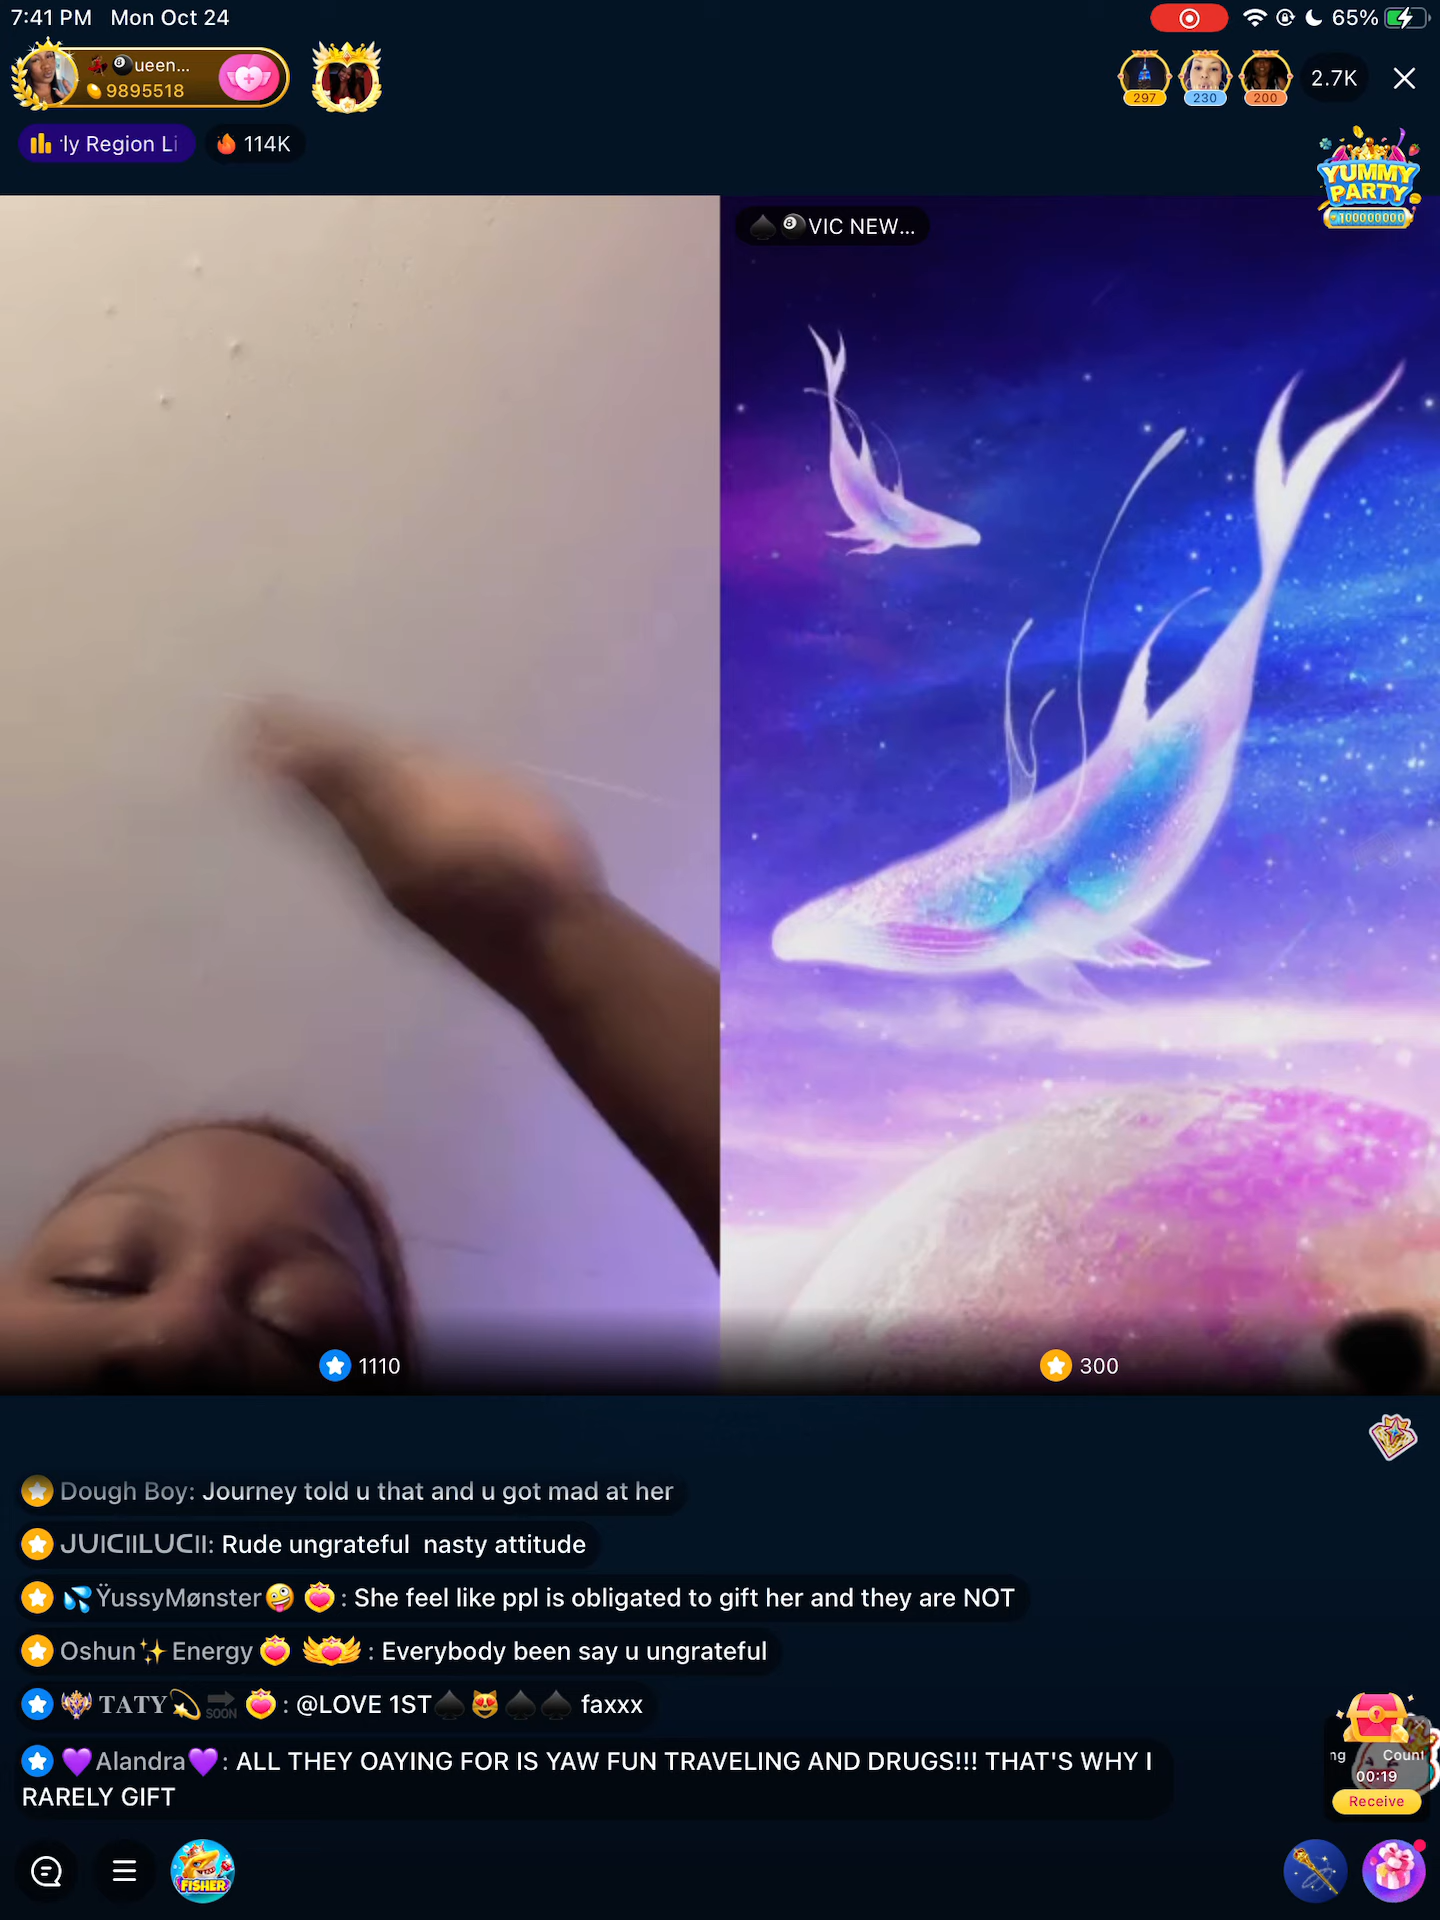 7:41 PM Mon Oct 24
65%
🎱ueen...
9895518
297
230
200
2.7K
ly Region Li
114K
YUMMY
PARTY
100000000
♠️🎱VIC NEW...
1110
300
Dough Boy: Journey told u that and u got mad at her
JUICIILUCII: Rude ungrateful nasty attitude
💦ŸussyMønster🤪: She feel like ppl is obligated to gift her and they are NOT
Oshun✨Energy: Everybody been say u ungrateful
𝐓𝐀𝐓𝐘💫🔜: @LOVE 1ST♠️😻♠️♠️ faxxx
💜Alandra💜: ALL THEY OAYING FOR IS YAW FUN TRAVELING AND DRUGS!!! THAT'S WHY I
RARELY GIFT
ng Count
00:19
Receive
FISHER